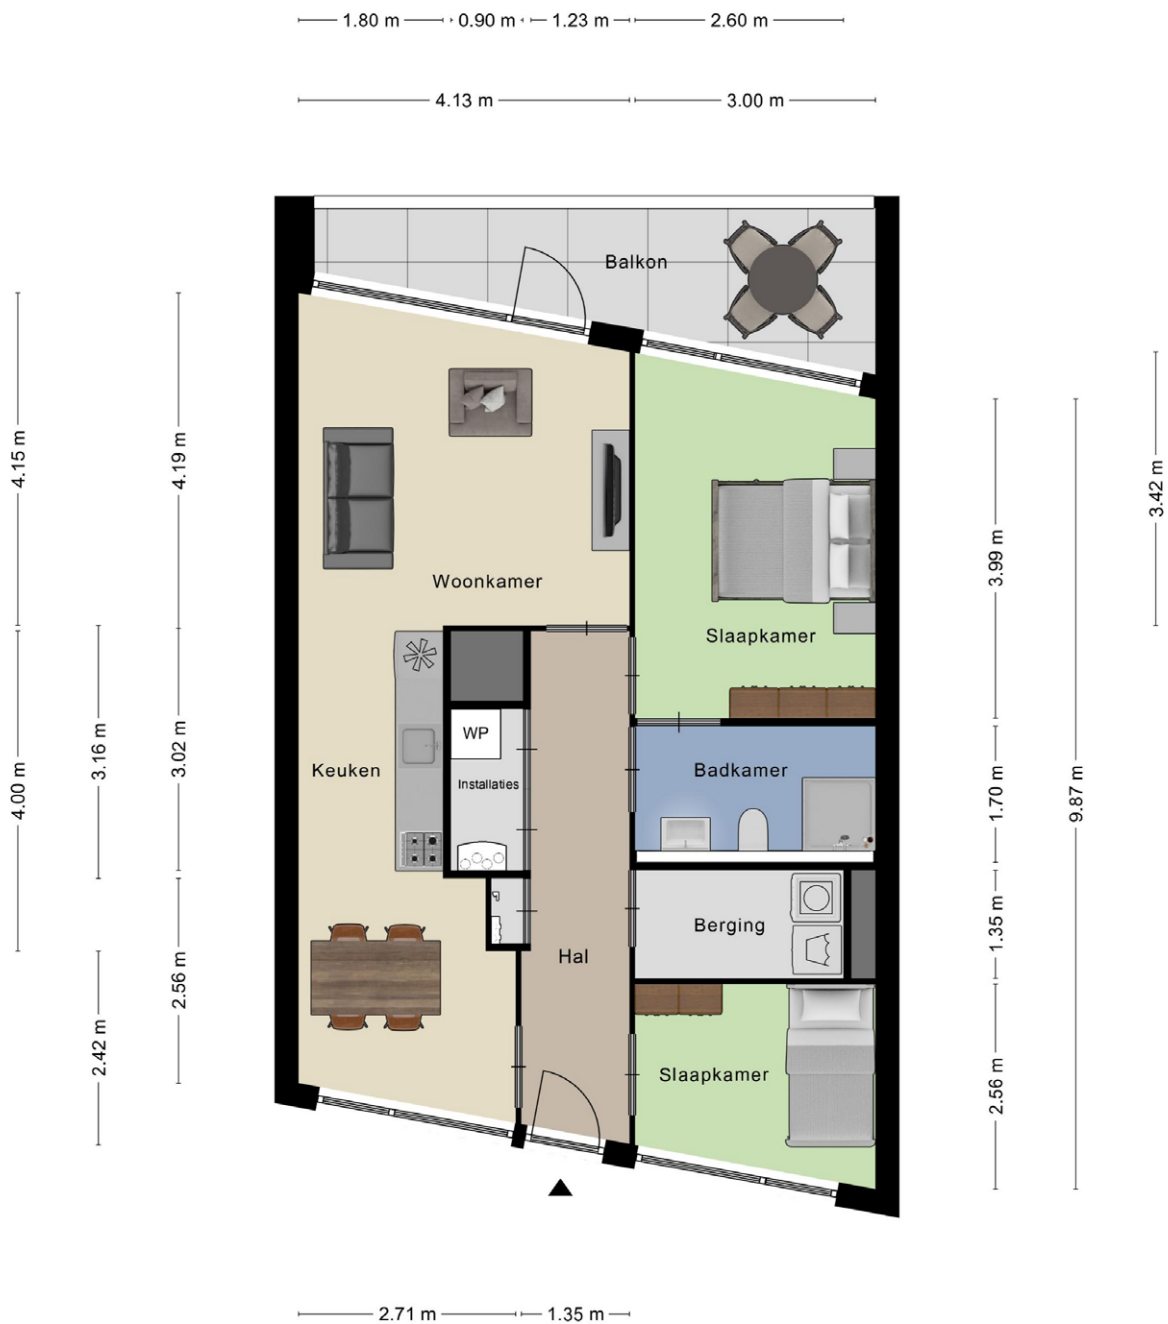 1.80 m
0.90 m
1.23 m
2.60 m
4.13 m
3.00 m
Balkon
4.15 m
4.19 m
3.42 m
3.99 m
Woonkamer
Slaapkamer
WP
Installaties
Keuken
Badkamer
3.16 m
3.02 m
4.00 m
1.70 m
9.87 m
Berging
Hal
1.35 m
2.56 m
2.42 m
Slaapkamer
2.56 m
2.71 m
1.35 m